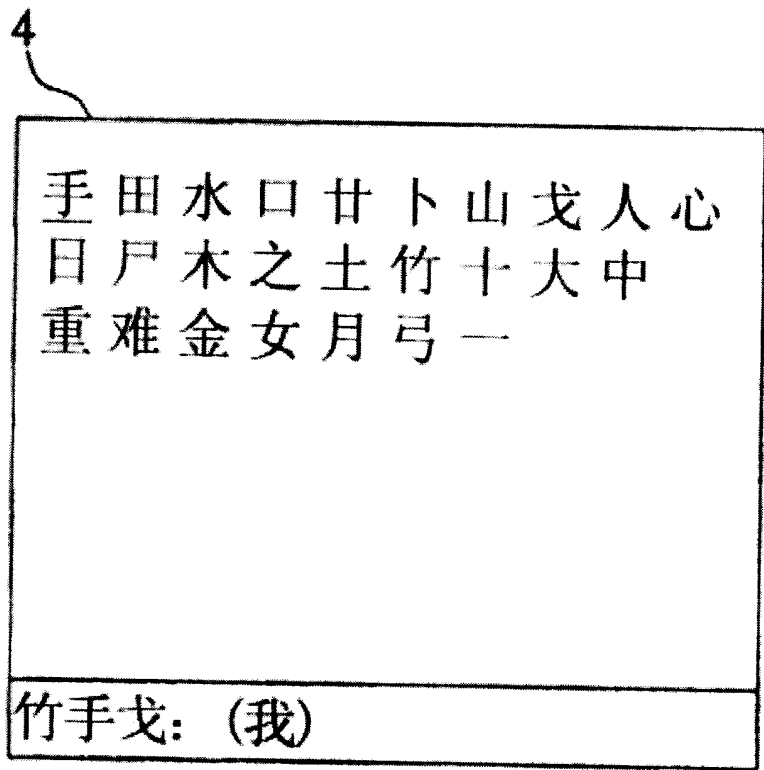 4
手 田 水 口 廿 卜 山 戈 人 心
日 尸 木 之 土 竹 十 大 中
重 难 金 女 月 弓 一
竹手戈：(我)